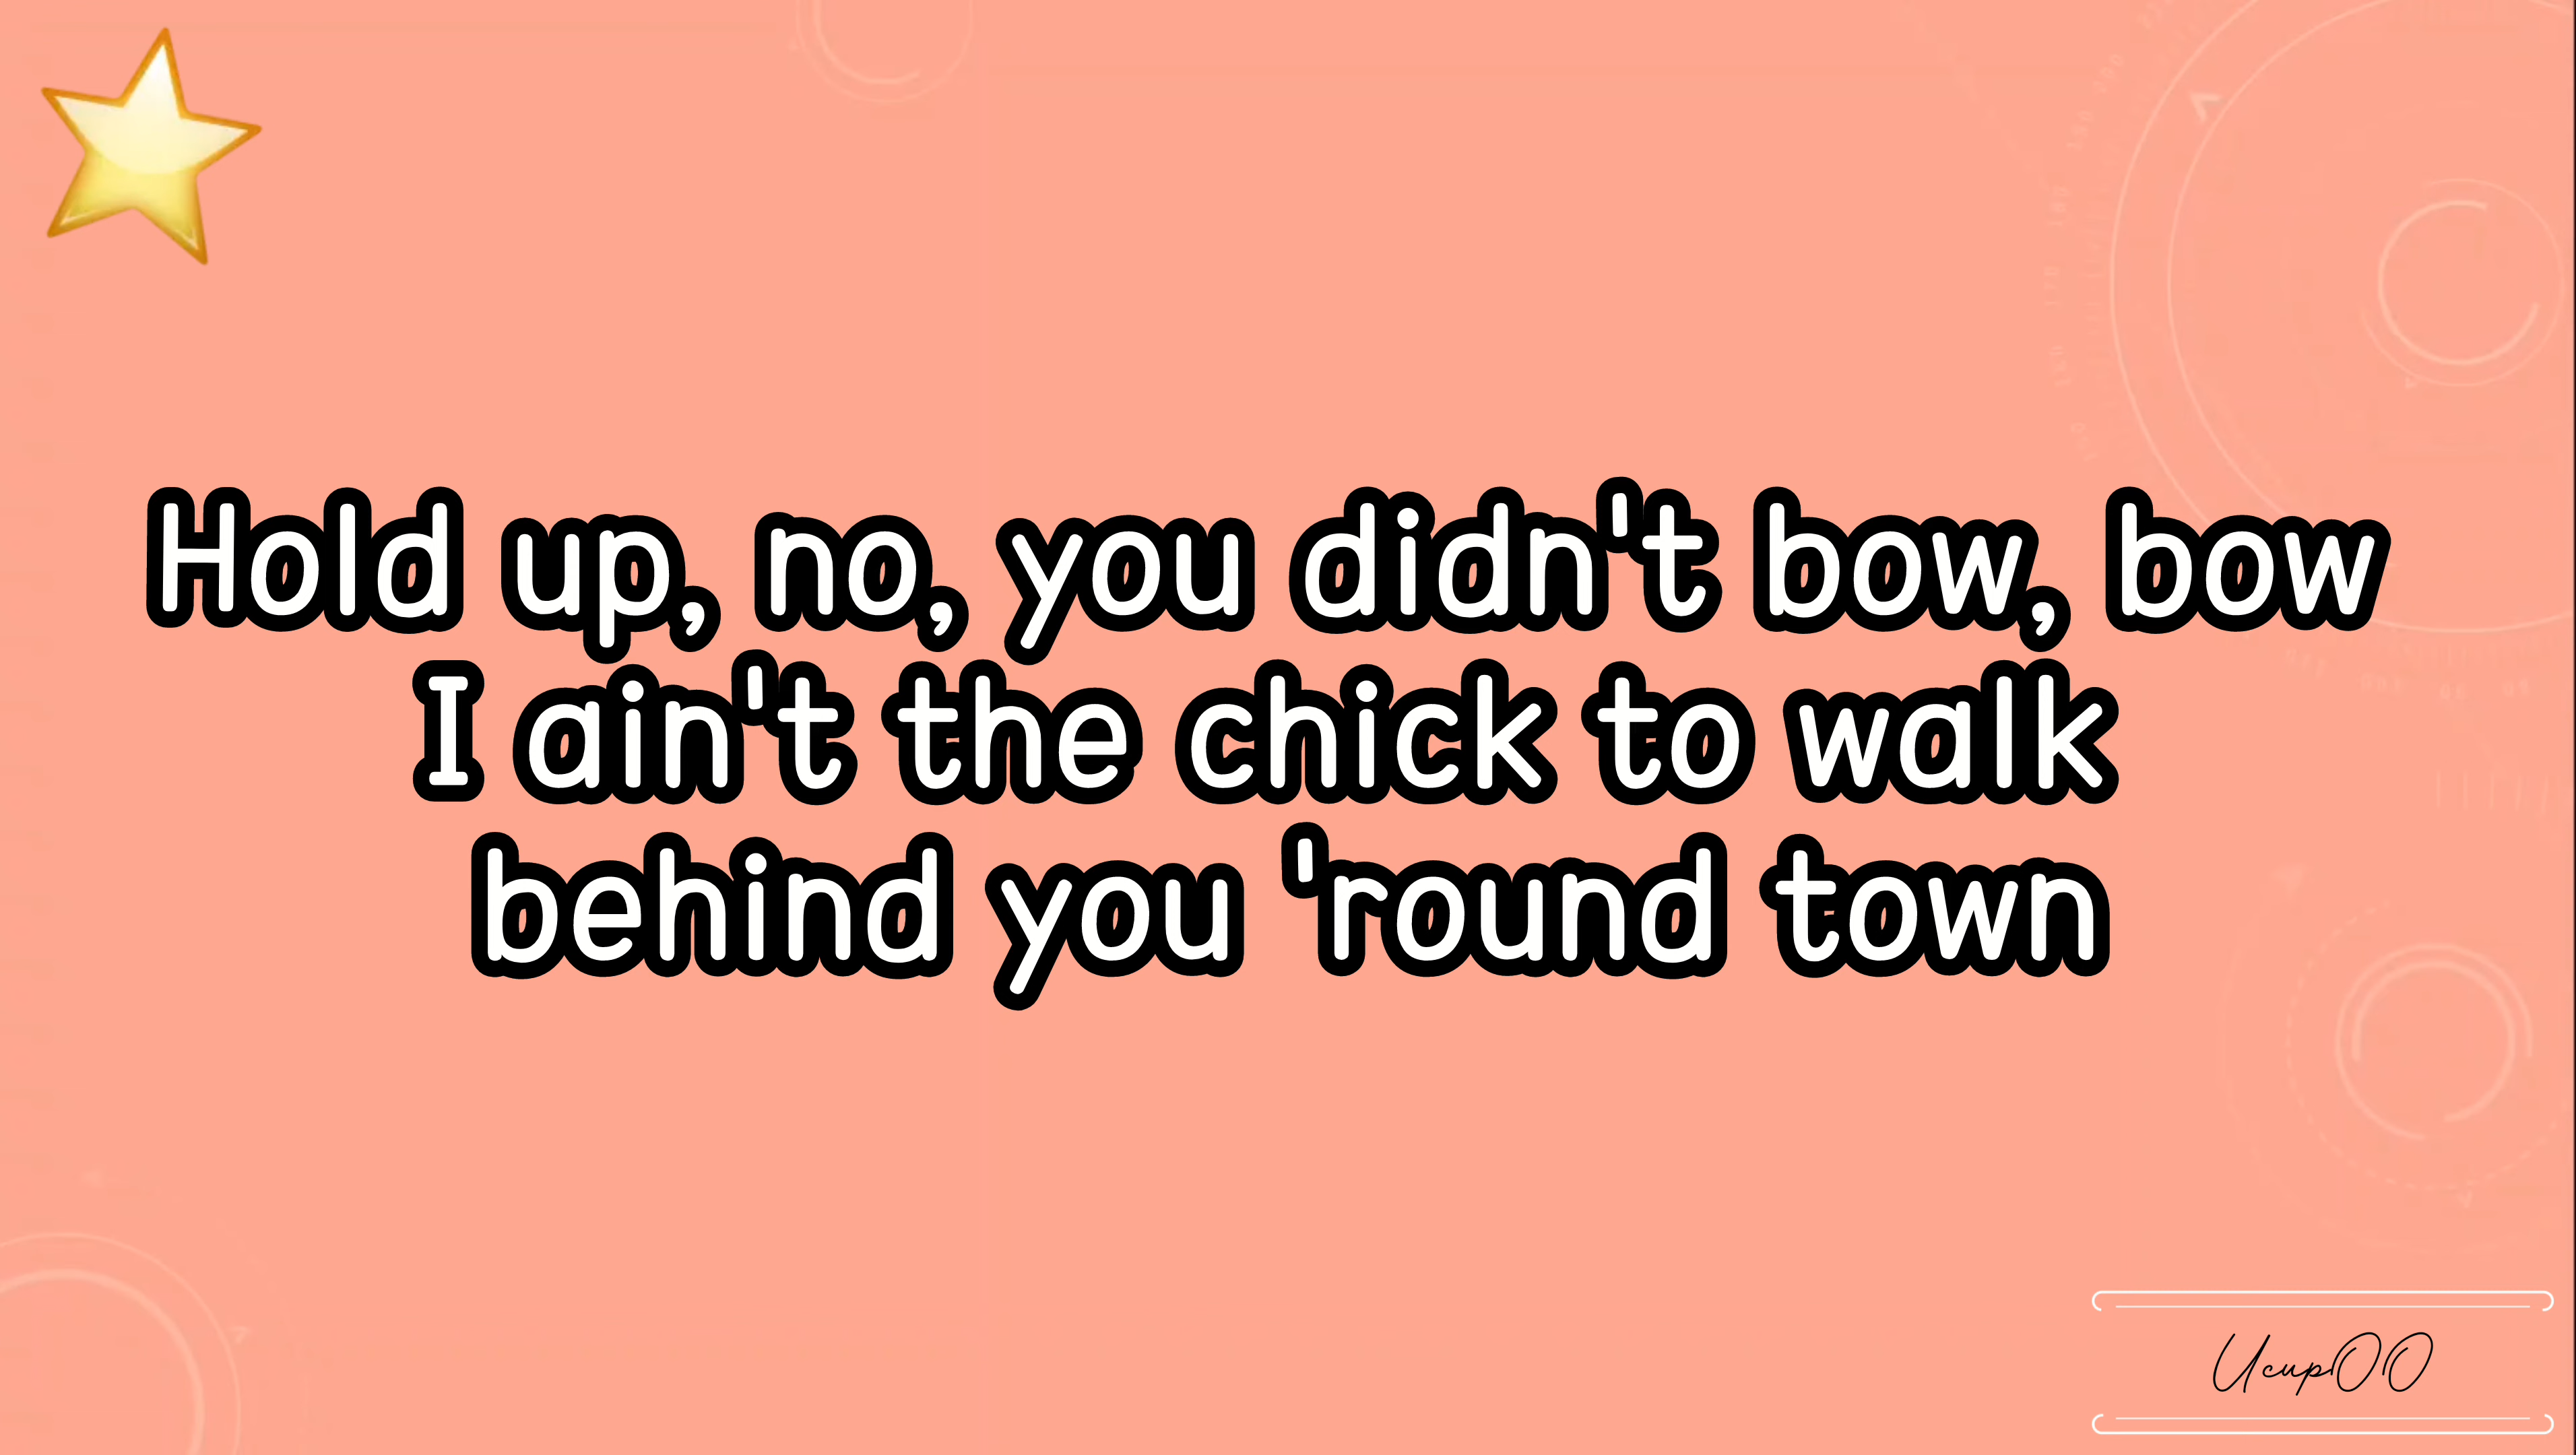 Hold up, no, you didn't bow, bow
I ain't the chick to walk
behind you 'round town
Ucup00